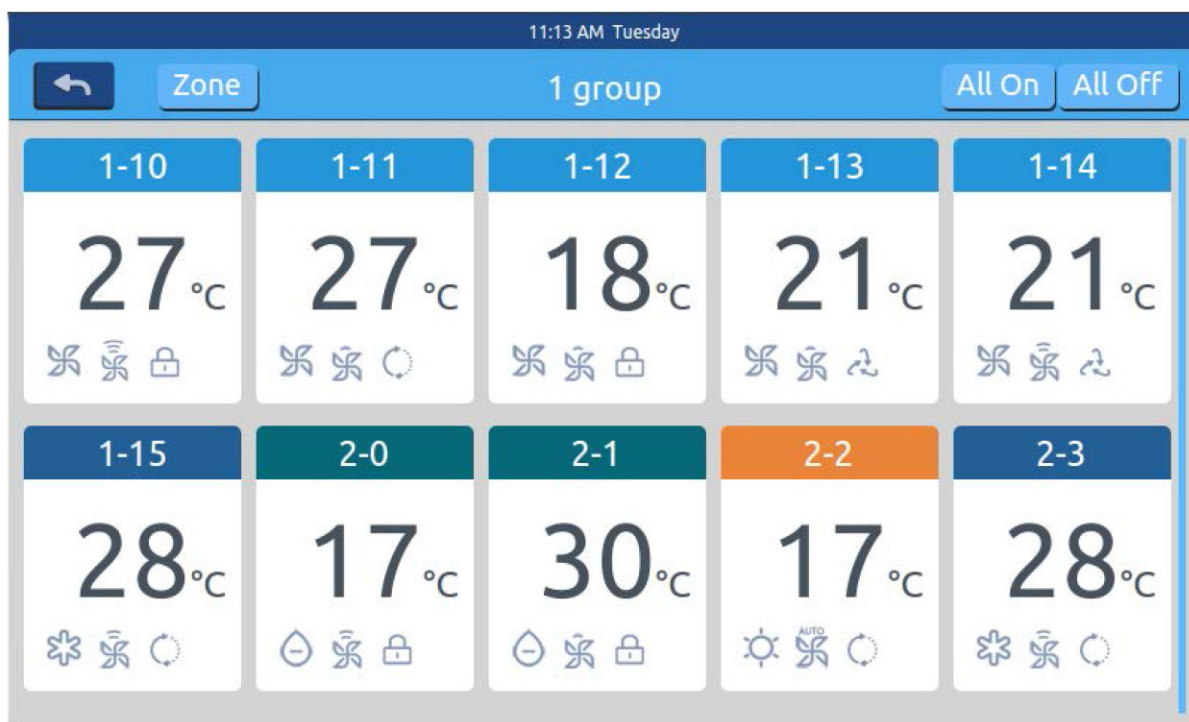 11:13 AM Tuesday
Zone 1 group All On All Off
1-10 1-11 1-12 1-13 1-14
27°C 27°C 18°C 21°C 21°C
1-15 2-0 2-1 2-2 2-3
28°C 17°C 30°C 17°C 28°C
AUTO